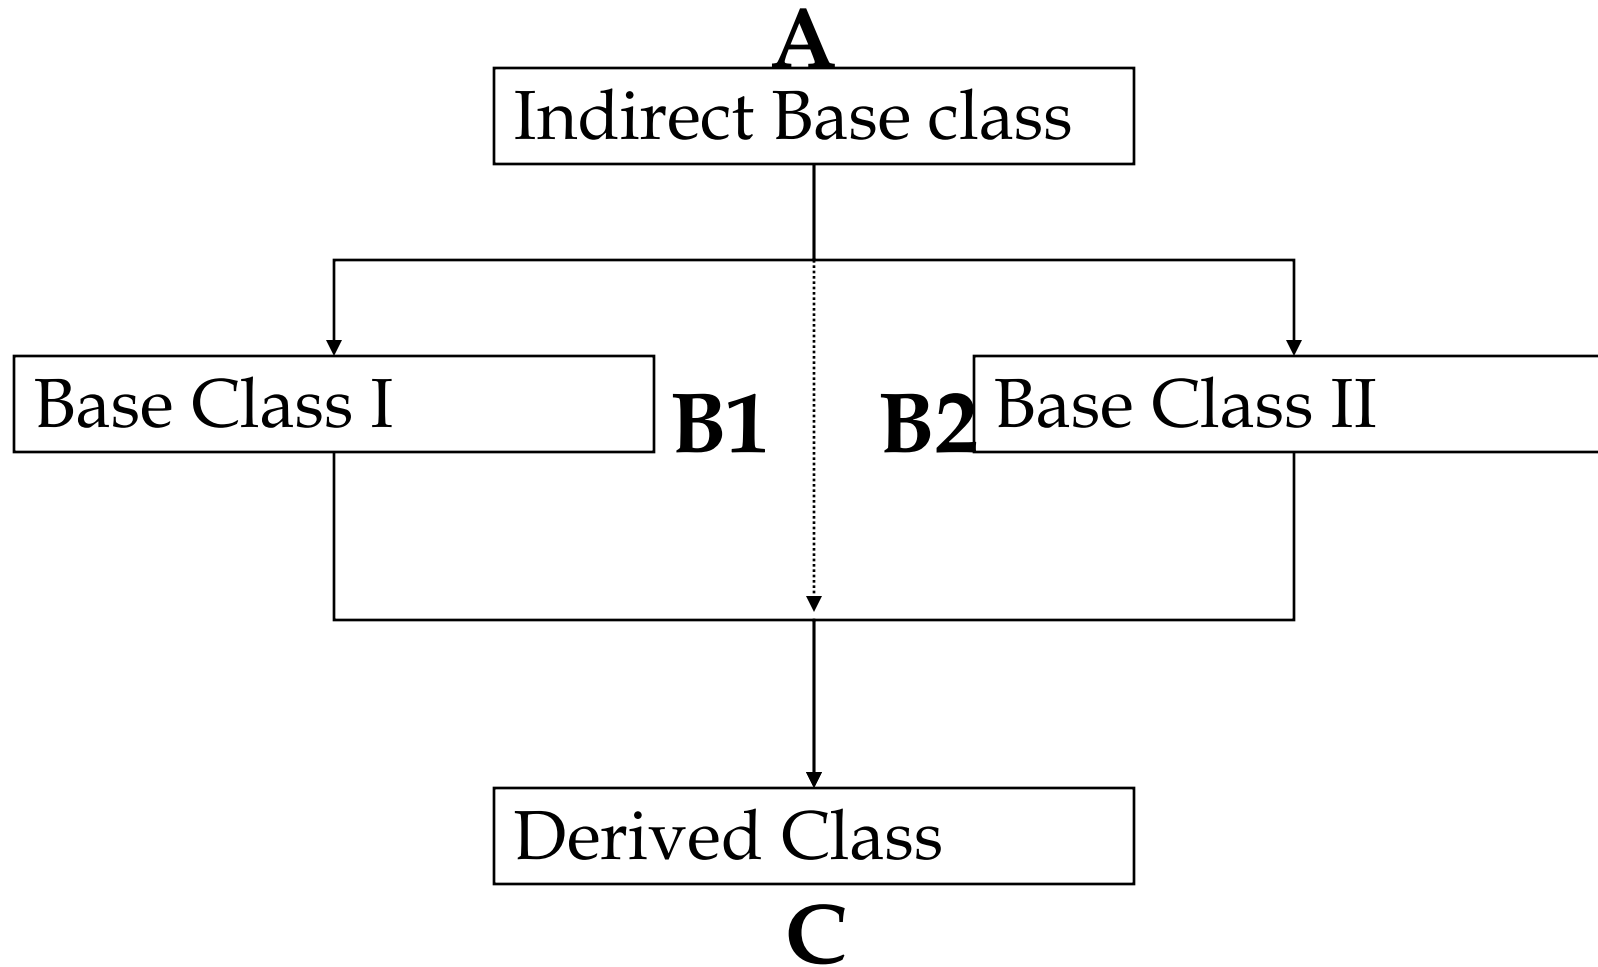 A
Indirect Base class
Base Class I
B1
B2
Base Class II
Derived Class
C